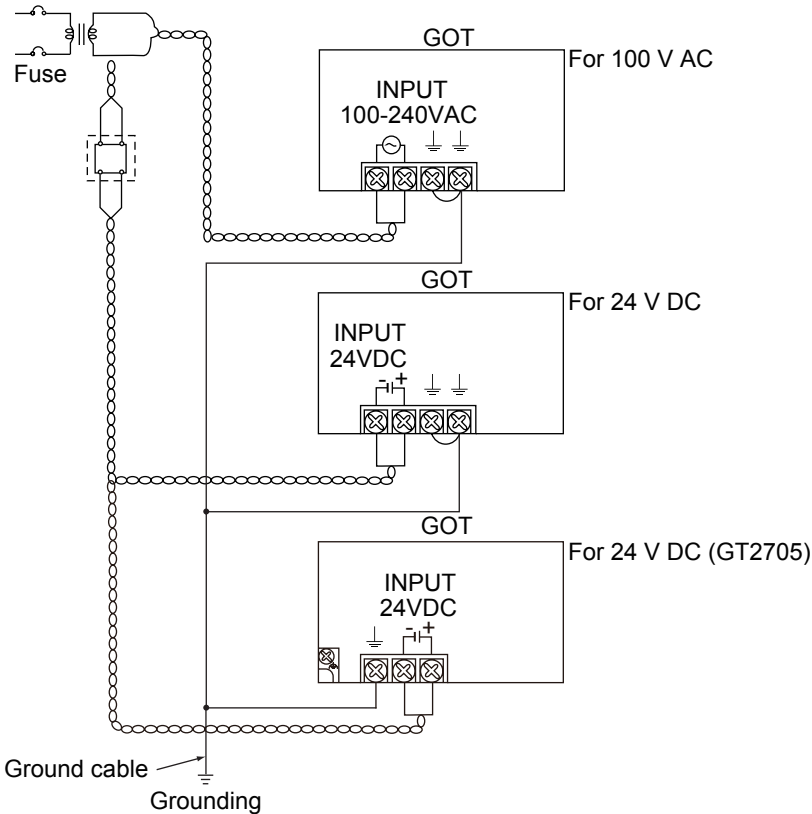 Fuse
GOT
For 100 V AC
INPUT
100-240VAC
GOT
For 24 V DC
INPUT
24VDC
- +
GOT
For 24 V DC (GT2705)
INPUT
24VDC
- +
Ground cable
Grounding